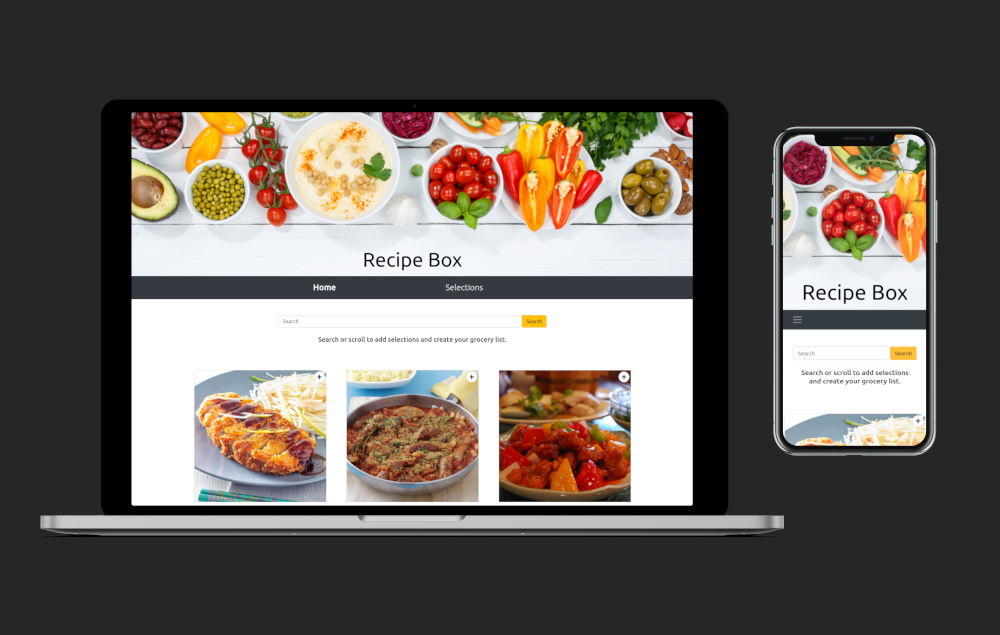 Recipe Box
Home Selections
Search Search
Search or scroll to add selections and create your grocery list.
Recipe Box
Search Search
Search or scroll to add selections
and create your grocery list.